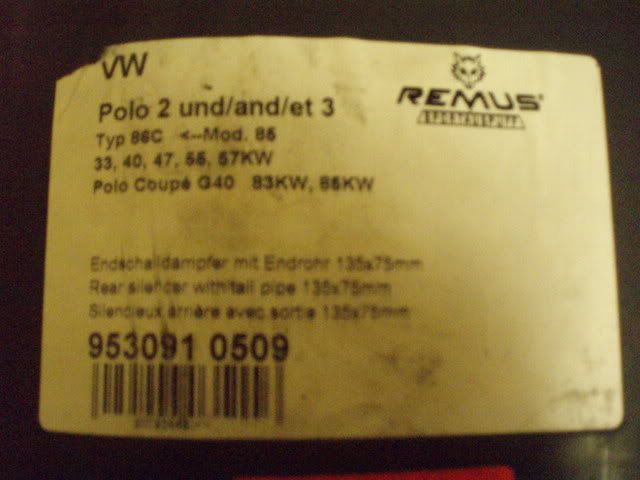 VW
REMUS
Polo 2 und/and/et 3
Typ 86C <--Mod. 85
33, 40, 47, 55, 57KW
Polo Coupé G40 83KW, 85KW
Endschalldämpfer mit Endrohr 135x75mm
Rear silencer with tail pipe 135x75mm
Silencieux arrière avec sortie 135x75mm
953091 0509